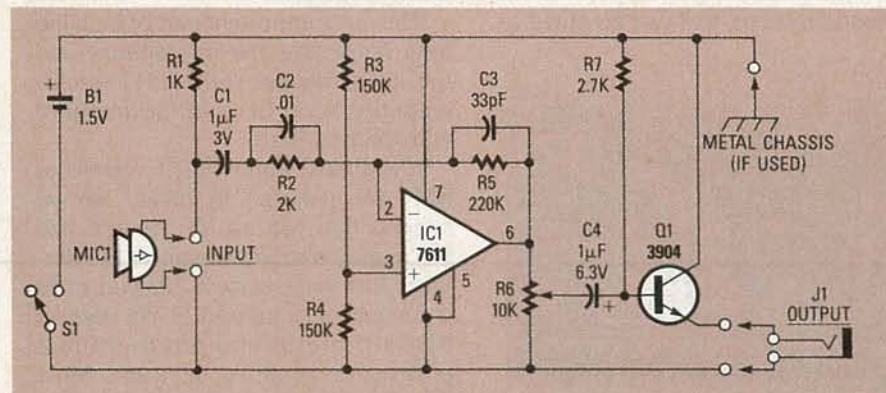 B1
1.5V
S1
R1
1K
C1
1µF
3V
MIC1
INPUT
C2
.01
R2
2K
R3
150K
R4
150K
2
3
−
+
IC1
7611
7
4
5
6
C3
33pF
R5
220K
R6
10K
C4
1µF
6.3V
R7
2.7K
Q1
3904
METAL CHASSIS
(IF USED)
J1
OUTPUT